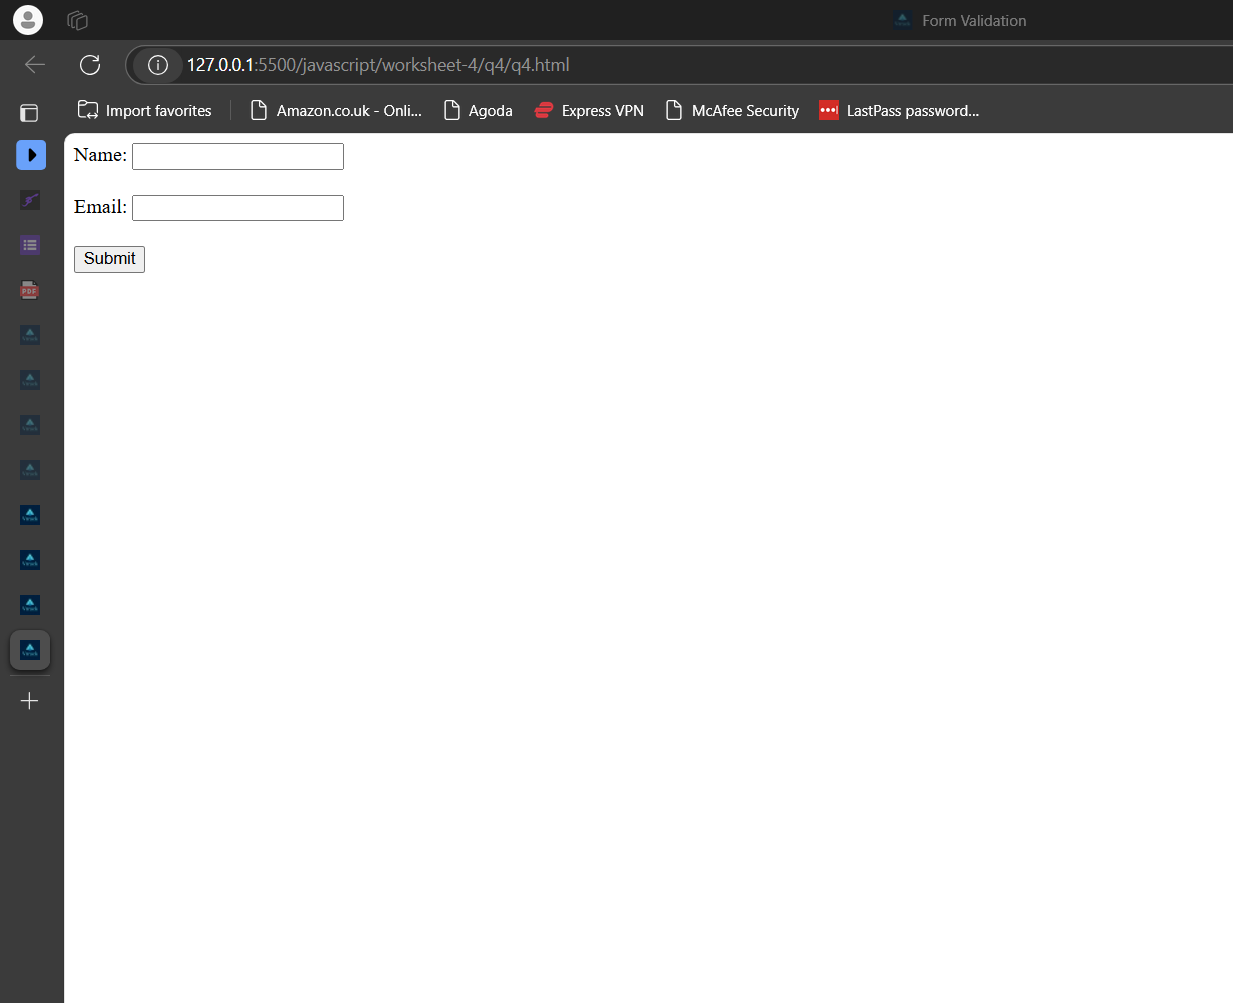 Form Validation
127.0.0.1:5500/javascript/worksheet-4/q4/q4.html
Import favorites
Amazon.co.uk - Onli...
Agoda
Express VPN
McAfee Security
LastPass password...
Name:
Email:
Submit
PDF